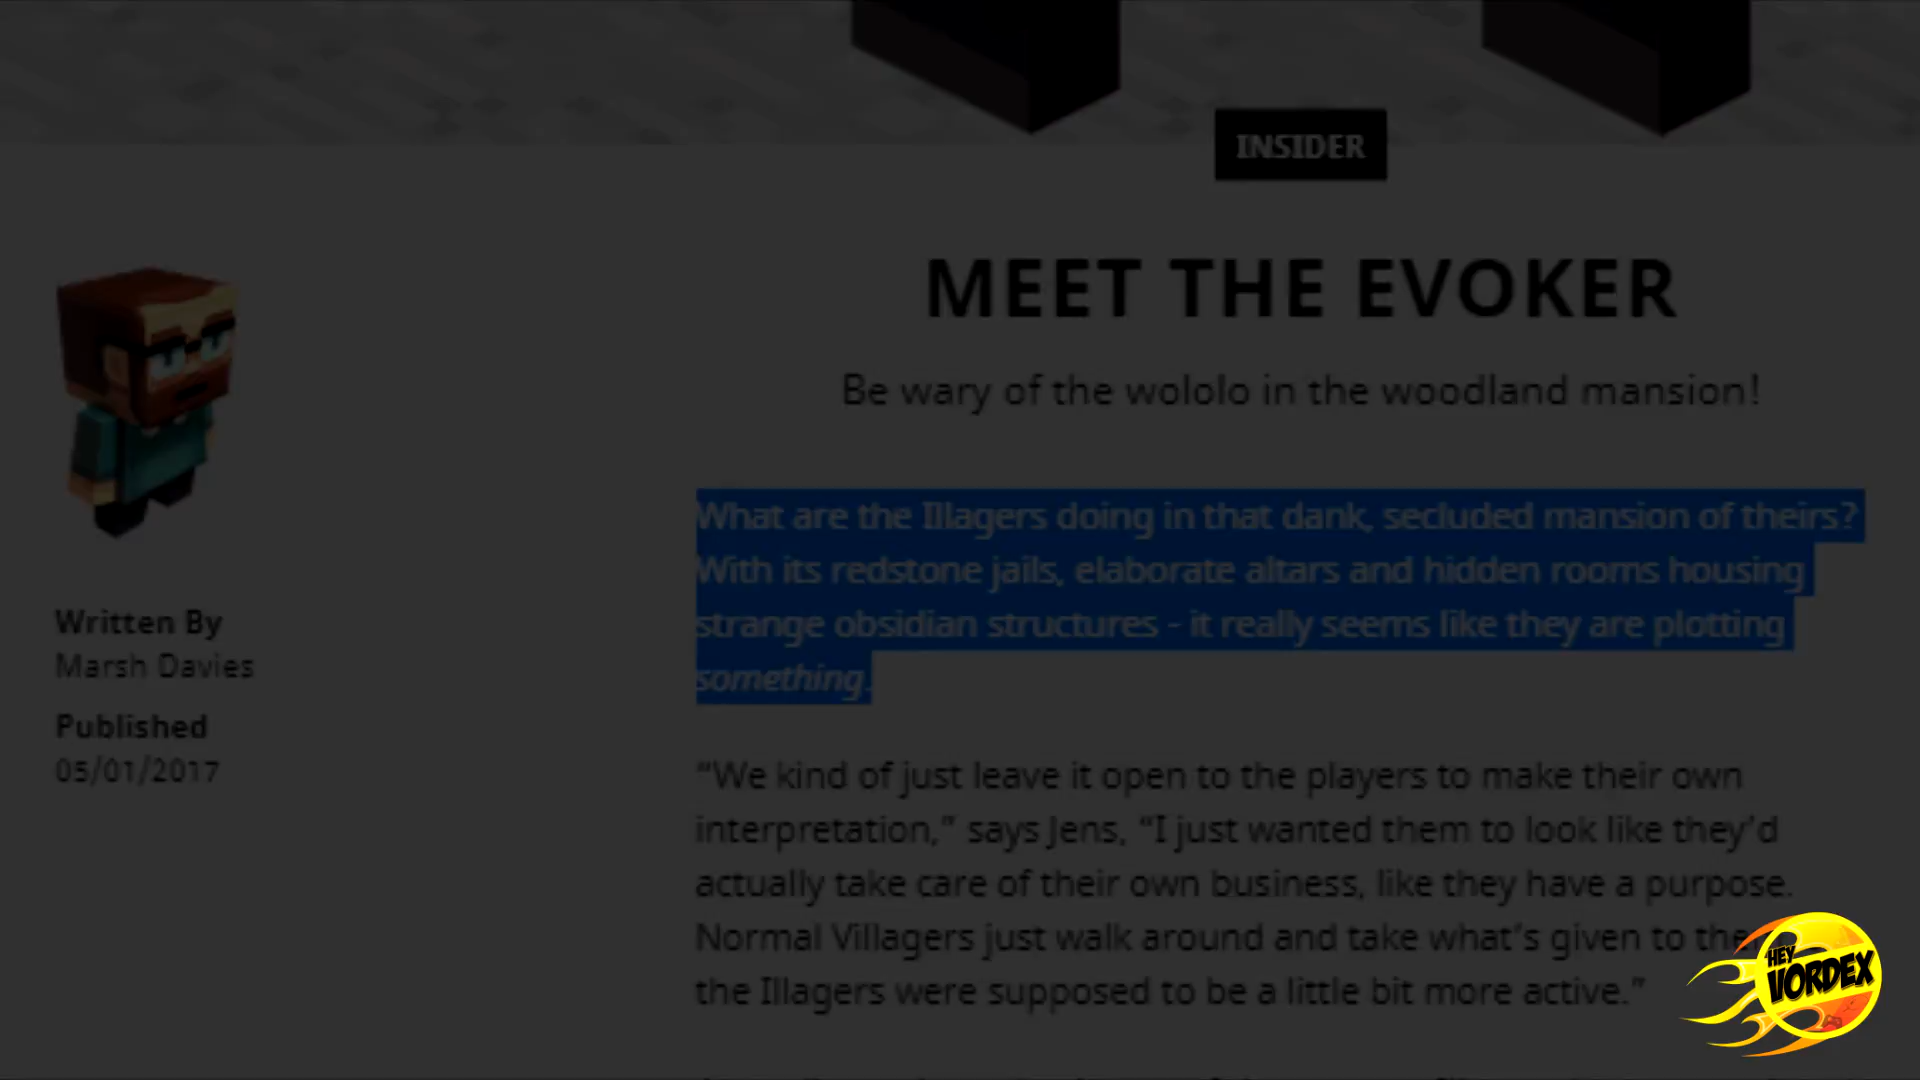 INSIDER
MEET THE EVOKER
Be wary of the wololo in the woodland mansion!
What are the Illagers doing in that dank, secluded mansion of theirs?
With its redstone jails, elaborate altars and hidden rooms housing
strange obsidian structures - it really seems like they are plotting
something.
Written By
Marsh Davies
Published
05/01/2017
“We kind of just leave it open to the players to make their own
interpretation,” says Jens, “I just wanted them to look like they’d
actually take care of their own business, like they have a purpose.
Normal Villagers just walk around and take what’s given to
the Illagers were supposed to be a little bit more active.”
HEY
VORDEX